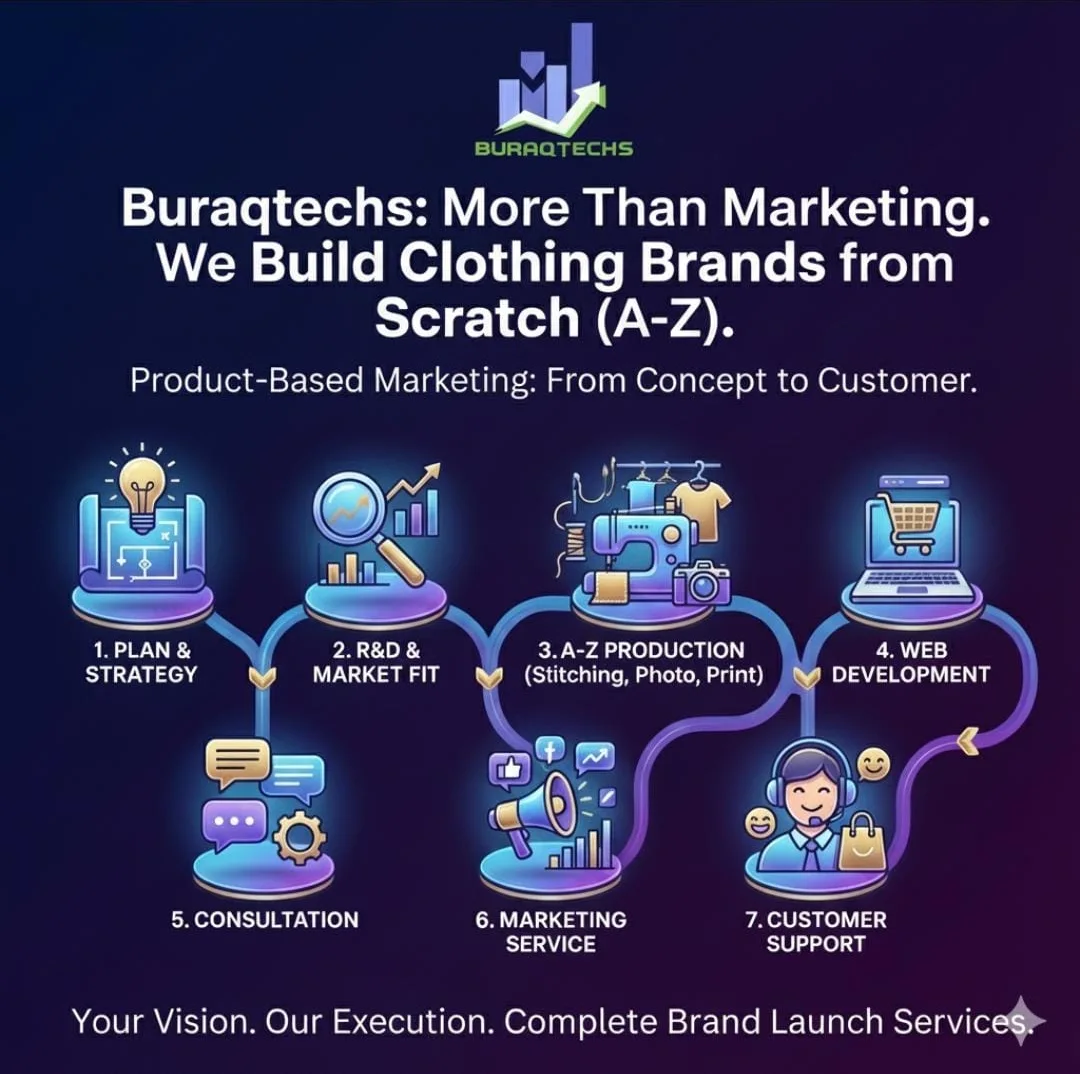 BURAQTECHS
Buraqtechs: More Than Marketing.
We Build Clothing Brands from
Scratch (A-Z).
Product-Based Marketing: From Concept to Customer.
1. PLAN &
STRATEGY
2. R&D &
MARKET FIT
3. A-Z PRODUCTION
(Stitching, Photo, Print)
4. WEB
DEVELOPMENT
5. CONSULTATION
6. MARKETING
SERVICE
7. CUSTOMER
SUPPORT
Your Vision. Our Execution. Complete Brand Launch Services.